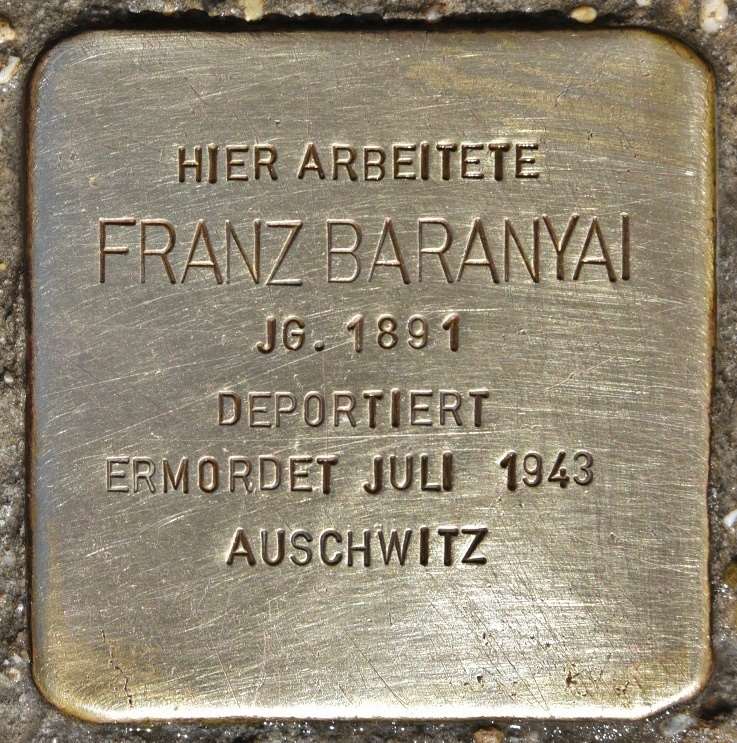 HIER ARBEITETE
FRANZ BARANYAI
JG. 1891
DEPORTIERT
ERMORDET JULI 1943
AUSCHWITZ